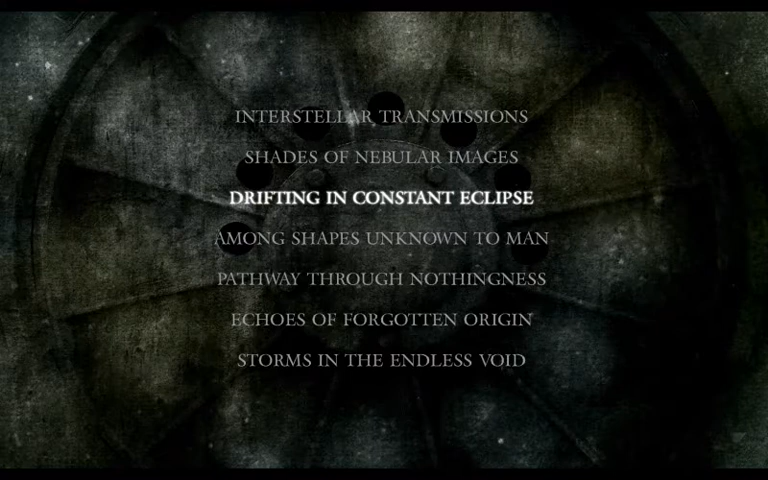 INTERSTELLAR TRANSMISSIONS
SHADES OF NEBULAR IMAGES
DRIFTING IN CONSTANT ECLIPSE
AMONG SHAPES UNKNOWN TO MAN
PATHWAY THROUGH NOTHINGNESS
ECHOES OF FORGOTTEN ORIGIN
STORMS IN THE ENDLESS VOID